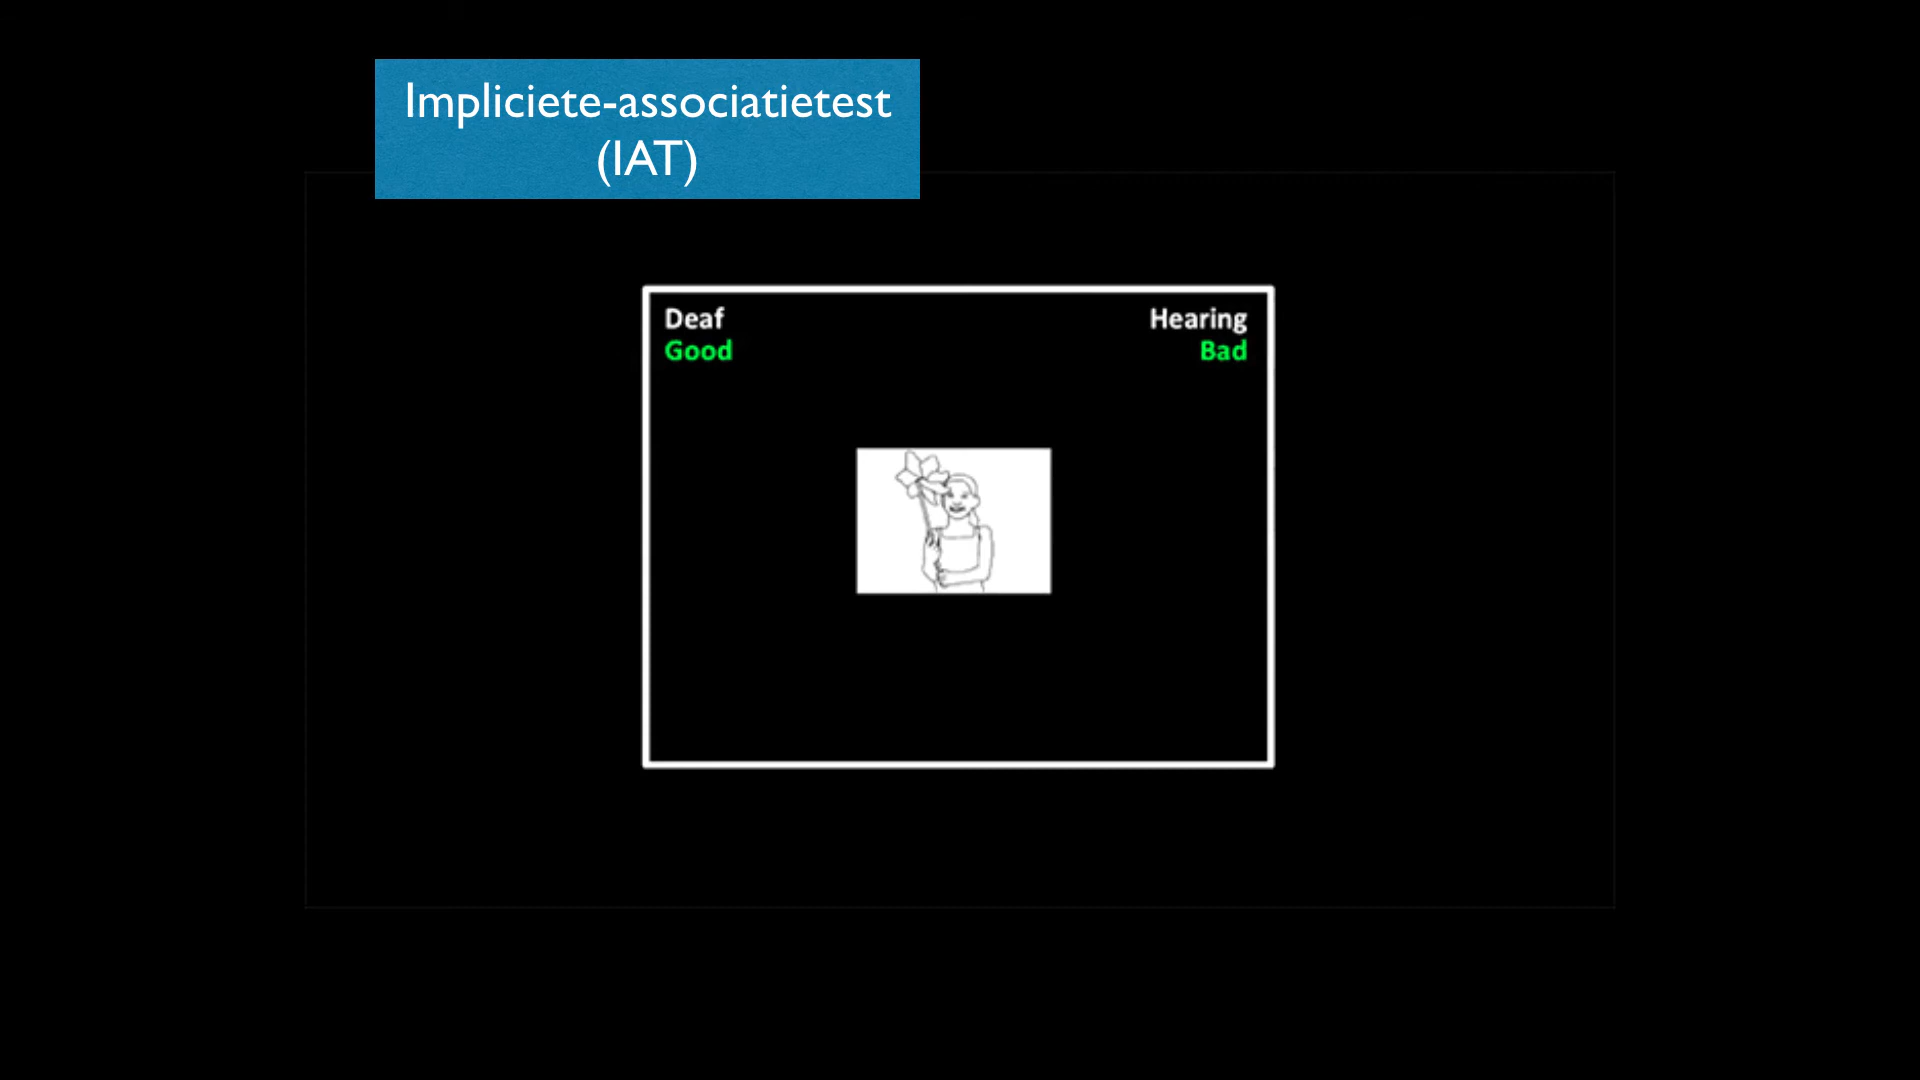 Impliciete-associatietest
(IAT)
Deaf
Good
Hearing
Bad